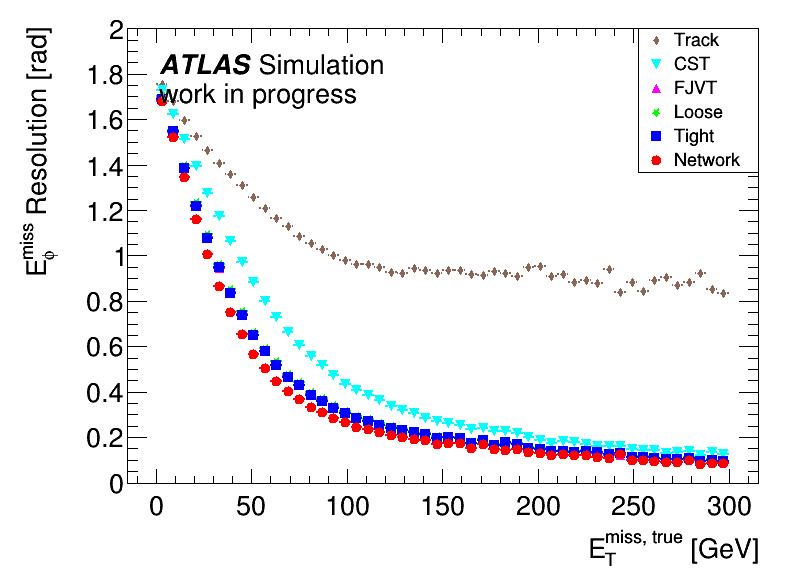 2
1.8
1.6
1.4
1.2
1
0.8
0.6
0.4
0.2
0
E_ϕ^miss Resolution [rad]
ATLAS Simulation
work in progress
Track
CST
FJVT
Loose
Tight
Network
0 50 100 150 200 250 300
E_T^miss, true [GeV]